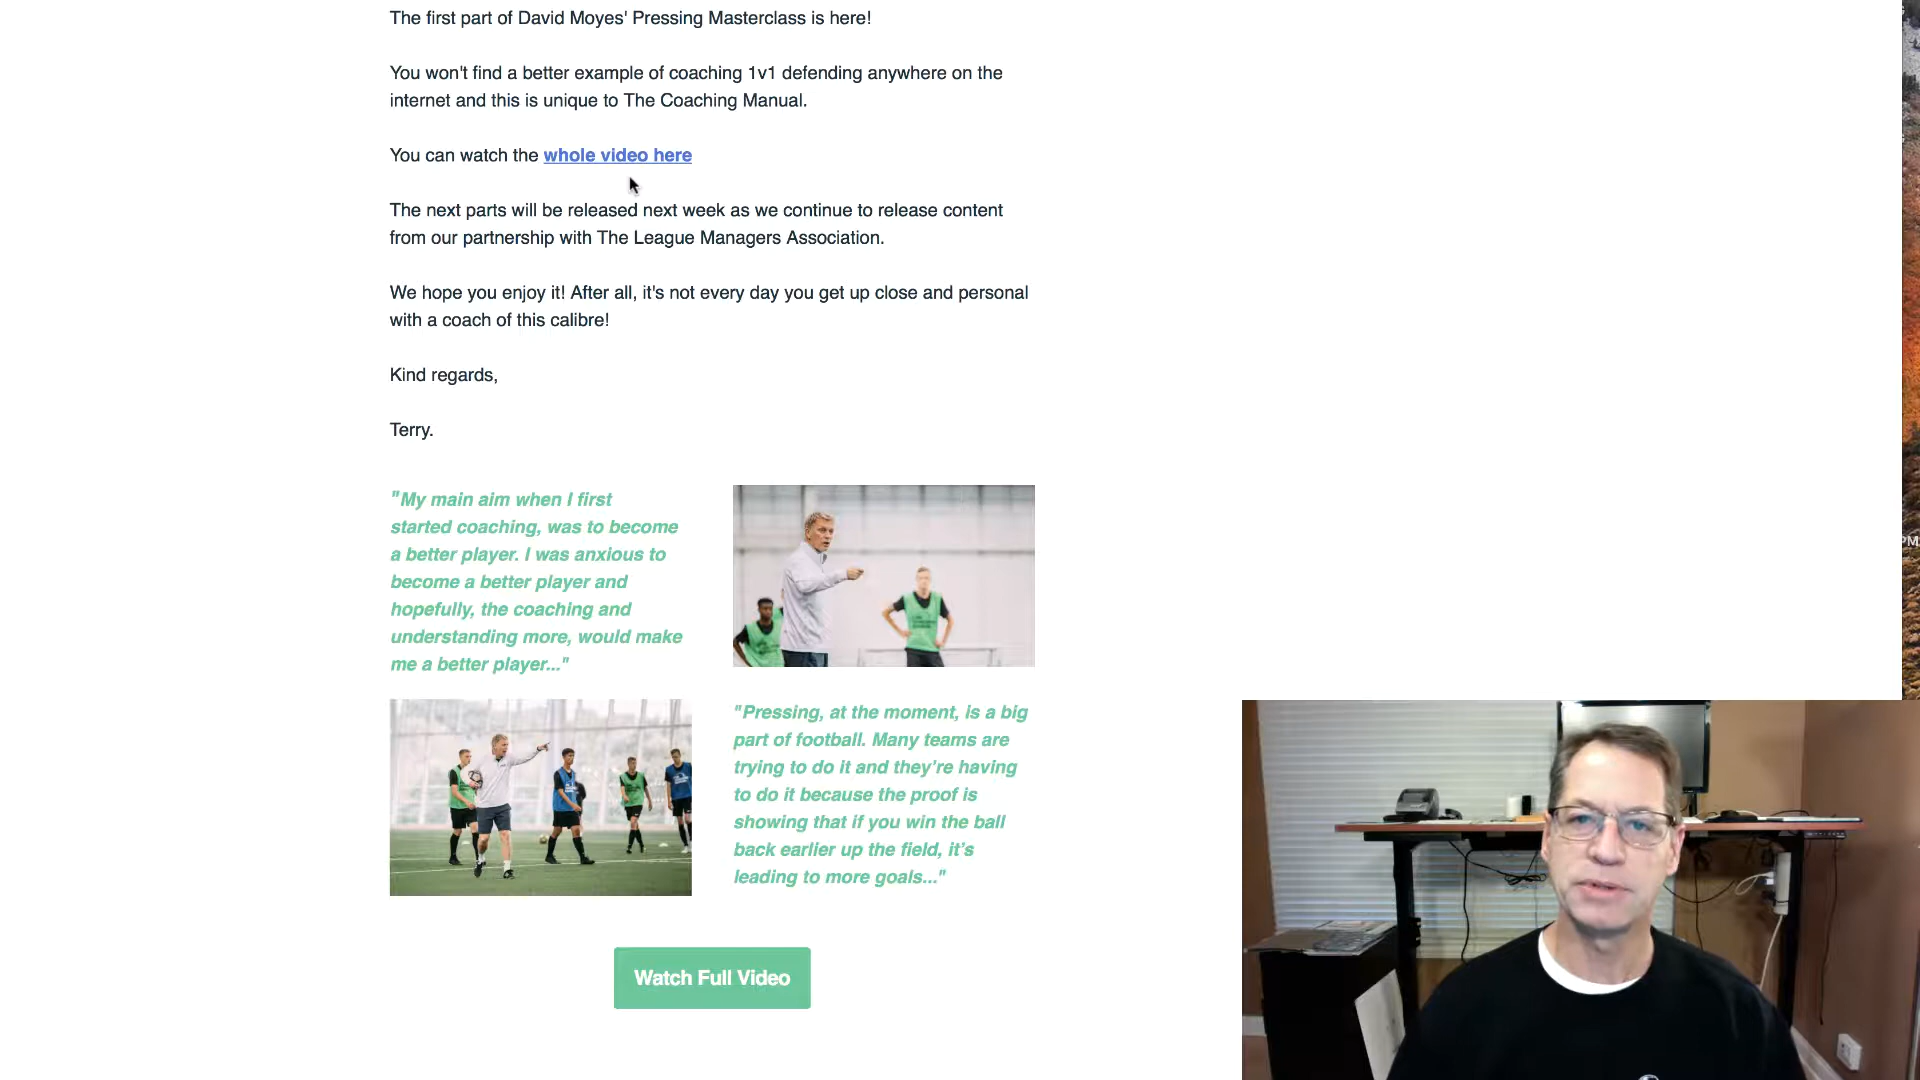 The first part of David Moyes' Pressing Masterclass is here!
You won't find a better example of coaching 1v1 defending anywhere on the
internet and this is unique to The Coaching Manual.
You can watch the whole video here
The next parts will be released next week as we continue to release content
from our partnership with The League Managers Association.
We hope you enjoy it! After all, it's not every day you get up close and personal
with a coach of this calibre!
Kind regards,
Terry.
"My main aim when I first
started coaching, was to become
a better player. I was anxious to
become a better player and
hopefully, the coaching and
understanding more, would make
me a better player..."
"Pressing, at the moment, is a big
part of football. Many teams are
trying to do it and they’re having
to do it because the proof is
showing that if you win the ball
back earlier up the field, it’s
leading to more goals..."
Watch Full Video
PM